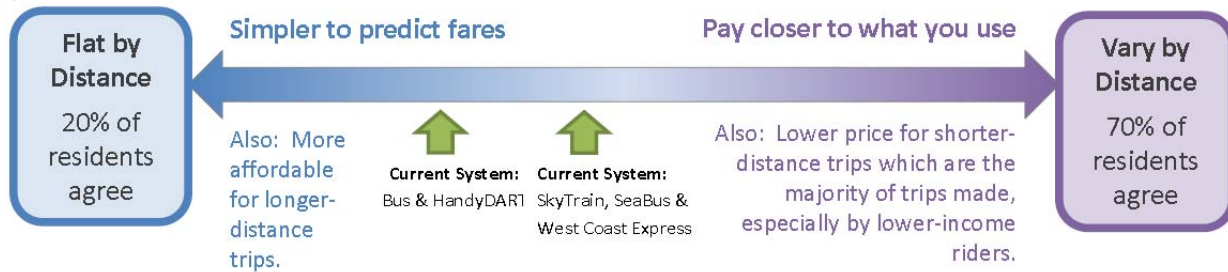 Flat by
Distance
20% of
residents
agree
Simpler to predict fares
Pay closer to what you use
Also: More
affordable
for longer-
distance
trips.
Current System:
Bus & HandyDART
Current System:
SkyTrain, SeaBus &
West Coast Express
Also: Lower price for shorter-
distance trips which are the
majority of trips made,
especially by lower-income
riders.
Vary by
Distance
70% of
residents
agree